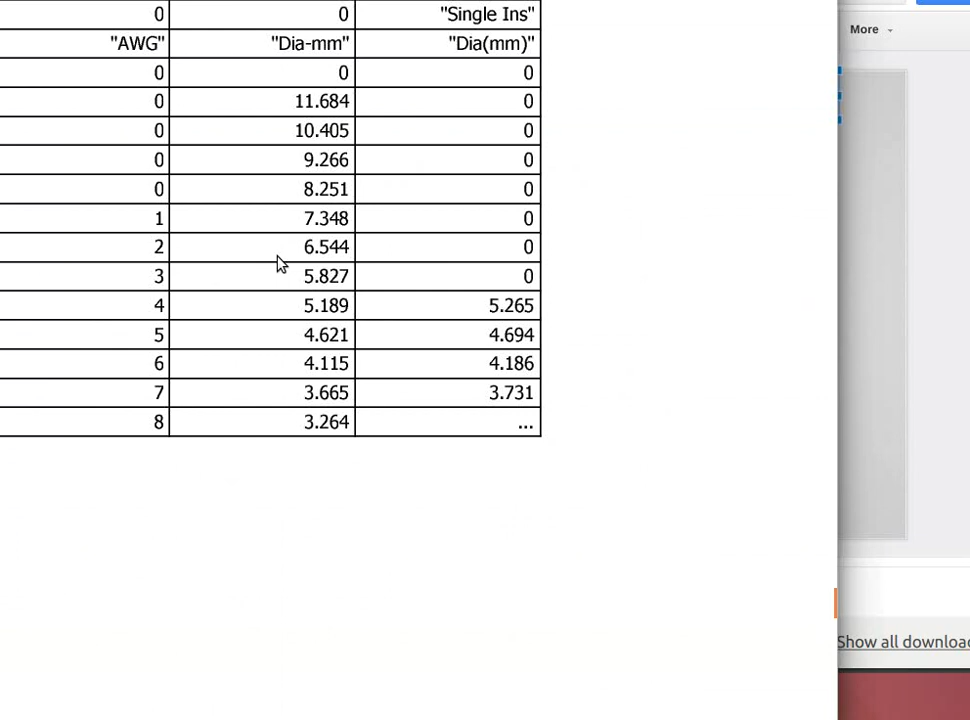 0 0 "Single Ins"
"AWG" "Dia-mm" "Dia(mm)"
0 0 0
0 11.684 0
0 10.405 0
0 9.266 0
0 8.251 0
1 7.348 0
2 6.544 0
3 5.827 0
4 5.189 5.265
5 4.621 4.694
6 4.115 4.186
7 3.665 3.731
8 3.264 ...
More
Show all downloa